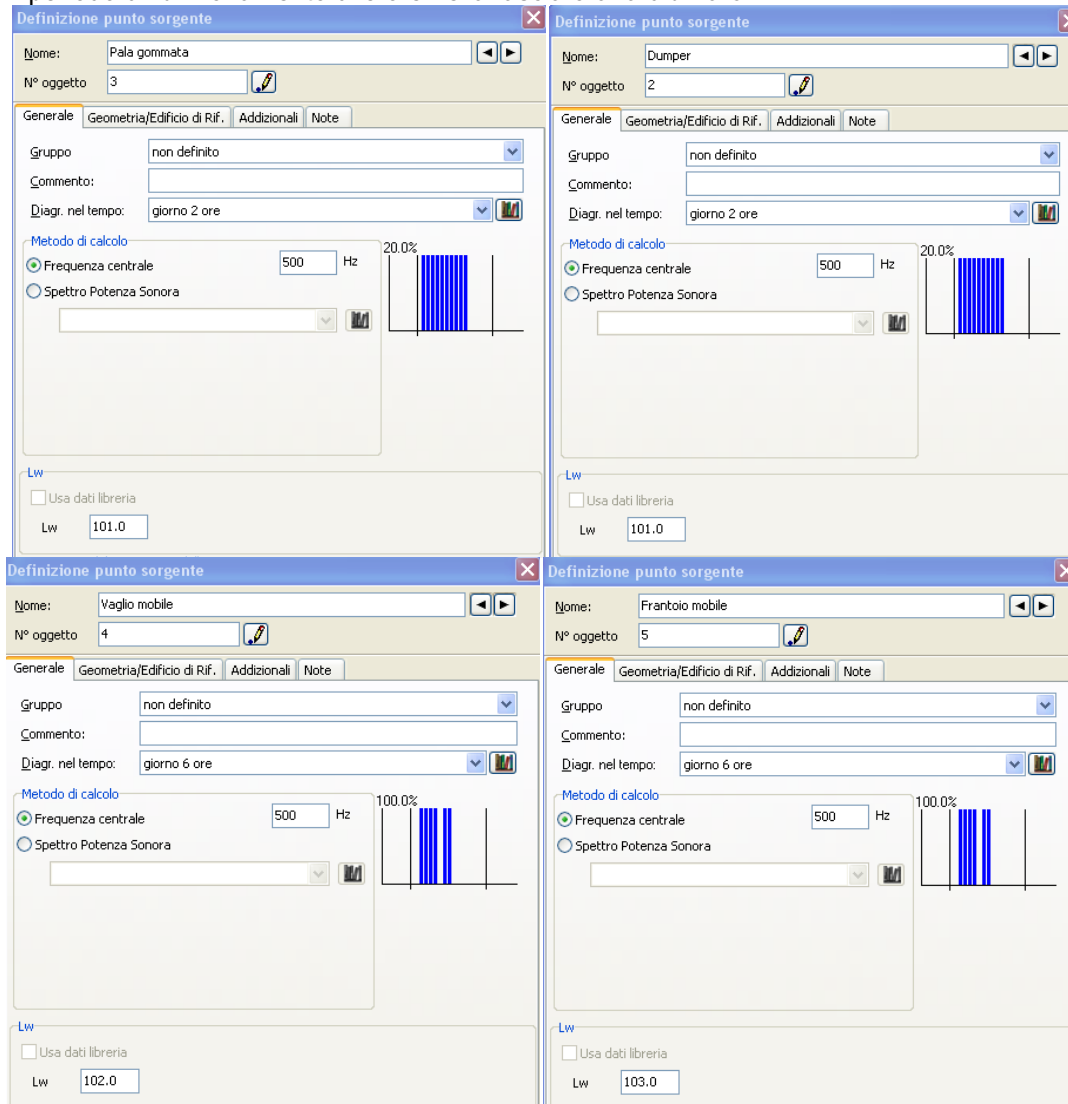 Definizione punto sorgente
Nome: Pala gommata
N° oggetto 3
Generale Geometria/Edificio di Rif. Addizionali Note
Gruppo non definito
Commento:
Diagr. nel tempo: giorno 2 ore
Metodo di calcolo
Frequenza centrale 500 Hz
Spettro Potenza Sonora
20.0%
Lw
Usa dati libreria
Lw 101.0
Definizione punto sorgente
Nome: Dumper
N° oggetto 2
Generale Geometria/Edificio di Rif. Addizionali Note
Gruppo non definito
Commento:
Diagr. nel tempo: giorno 2 ore
Metodo di calcolo
Frequenza centrale 500 Hz
Spettro Potenza Sonora
20.0%
Lw
Usa dati libreria
Lw 101.0
Definizione punto sorgente
Nome: Vaglio mobile
N° oggetto 4
Generale Geometria/Edificio di Rif. Addizionali Note
Gruppo non definito
Commento:
Diagr. nel tempo: giorno 6 ore
Metodo di calcolo
Frequenza centrale 500 Hz
Spettro Potenza Sonora
100.0%
Lw
Usa dati libreria
Lw 102.0
Definizione punto sorgente
Nome: Frantoio mobile
N° oggetto 5
Generale Geometria/Edificio di Rif. Addizionali Note
Gruppo non definito
Commento:
Diagr. nel tempo: giorno 6 ore
Metodo di calcolo
Frequenza centrale 500 Hz
Spettro Potenza Sonora
100.0%
Lw
Usa dati libreria
Lw 103.0